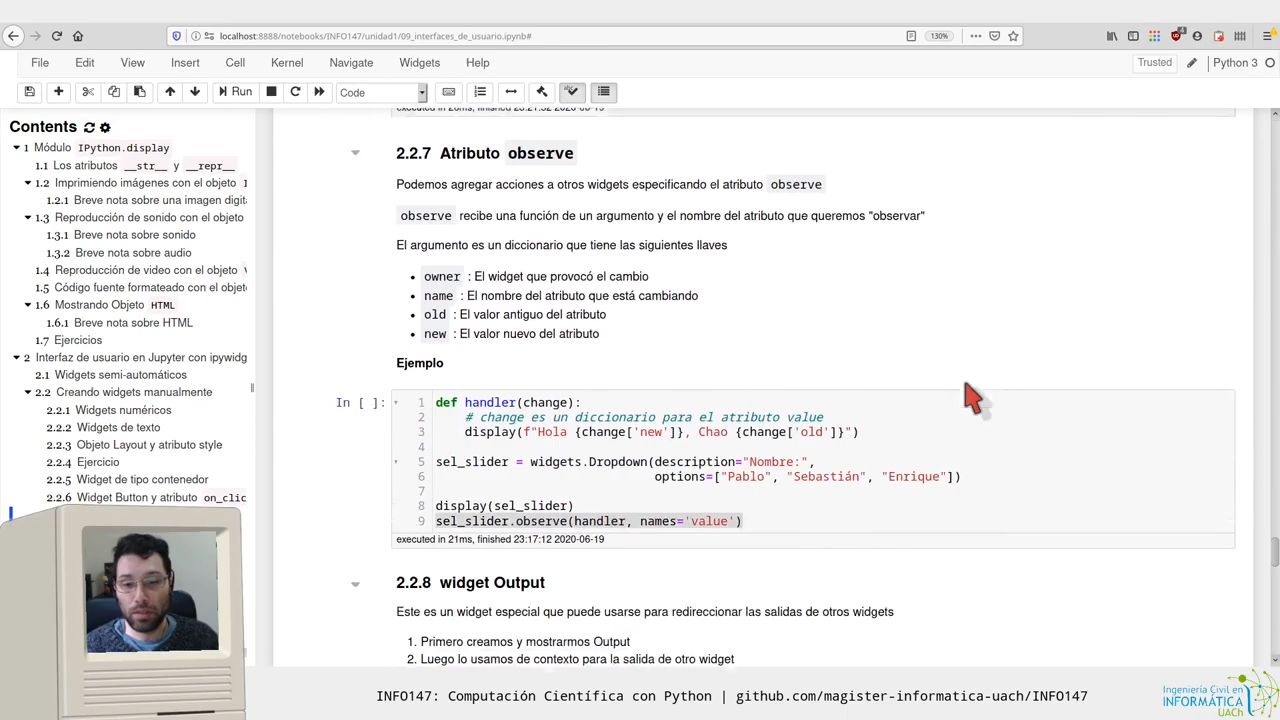 localhost:8888/notebooks/INFO147/unidad1/09_interfaces_de_usuario.ipynb#
130%
File Edit View Insert Cell Kernel Navigate Widgets Help
Trusted
Python 3
Run
Code
Contents
1 Módulo IPython.display
1.1 Los atributos __str__ y __repr__
1.2 Imprimiendo imágenes con el objeto
1.2.1 Breve nota sobre una imagen digita
1.3 Reproducción de sonido con el objeto
1.3.1 Breve nota sobre sonido
1.3.2 Breve nota sobre audio
1.4 Reproducción de video con el objeto
1.5 Código fuente formateado con el objeto
1.6 Mostrando Objeto HTML
1.6.1 Breve nota sobre HTML
1.7 Ejercicios
2 Interfaz de usuario en Jupyter con ipywidg
2.1 Widgets semi-automáticos
2.2 Creando widgets manualmente
2.2.1 Widgets numéricos
2.2.2 Widgets de texto
2.2.3 Objeto Layout y atributo style
2.2.4 Ejercicio
2.2.5 Widget de tipo contenedor
2.2.6 Widget Button y atributo on_clic
executed in 20ms, finished 23:21:52 2020-06-19
2.2.7 Atributo observe
Podemos agregar acciones a otros widgets especificando el atributo observe
observe recibe una función de un argumento y el nombre del atributo que queremos "observar"
El argumento es un diccionario que tiene las siguientes llaves
• owner : El widget que provocó el cambio
• name : El nombre del atributo que está cambiando
• old : El valor antiguo del atributo
• new : El valor nuevo del atributo
Ejemplo
In [ ]:
1 def handler(change):
2 # change es un diccionario para el atributo value
3 display(f"Hola {change['new']}, Chao {change['old']}")
4
5 sel_slider = widgets.Dropdown(description="Nombre:",
6 options=["Pablo", "Sebastián", "Enrique"])
7
8 display(sel_slider)
9 sel_slider.observe(handler, names='value')
executed in 21ms, finished 23:17:12 2020-06-19
2.2.8 widget Output
Este es un widget especial que puede usarse para redireccionar las salidas de otros widgets
1. Primero creamos y mostrarmos Output
2. Luego lo usamos de contexto para la salida de otro widget
INFO147: Computación Científica con Python | github.com/magister-informatica-uach/INFO147
Ingeniería Civil en
INFORMÁTICA
UACh